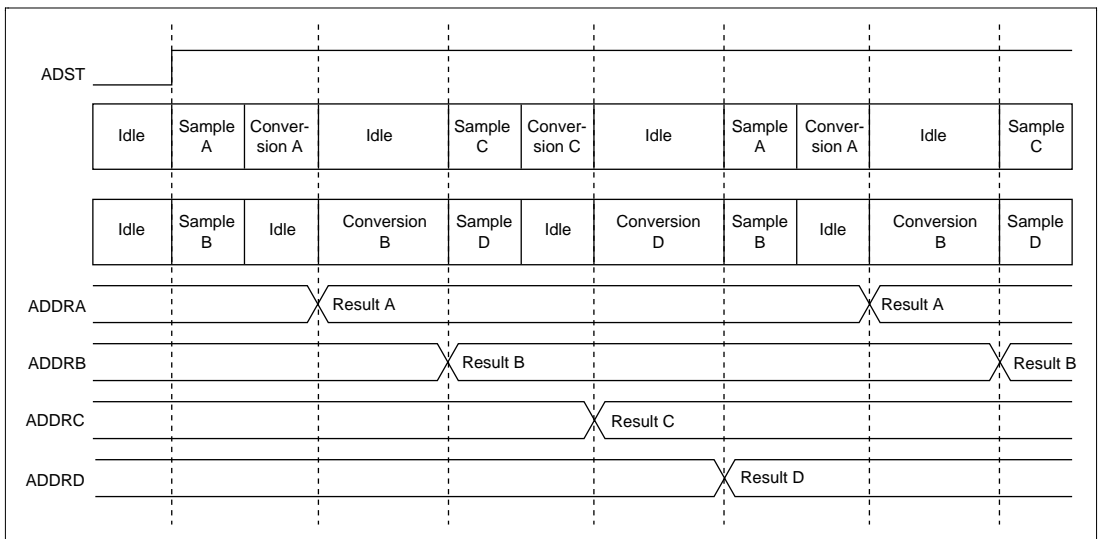 ADST
Idle
Sample
A
Conver-
sion A
Idle
Sample
C
Conver-
sion C
Idle
Sample
A
Conver-
sion A
Idle
Sample
C
Idle
Sample
B
Idle
Conversion
B
Sample
D
Idle
Conversion
D
Sample
B
Idle
Conversion
B
Sample
D
ADDRA
Result A
Result A
ADDRB
Result B
Result B
ADDRC
Result C
ADDRD
Result D